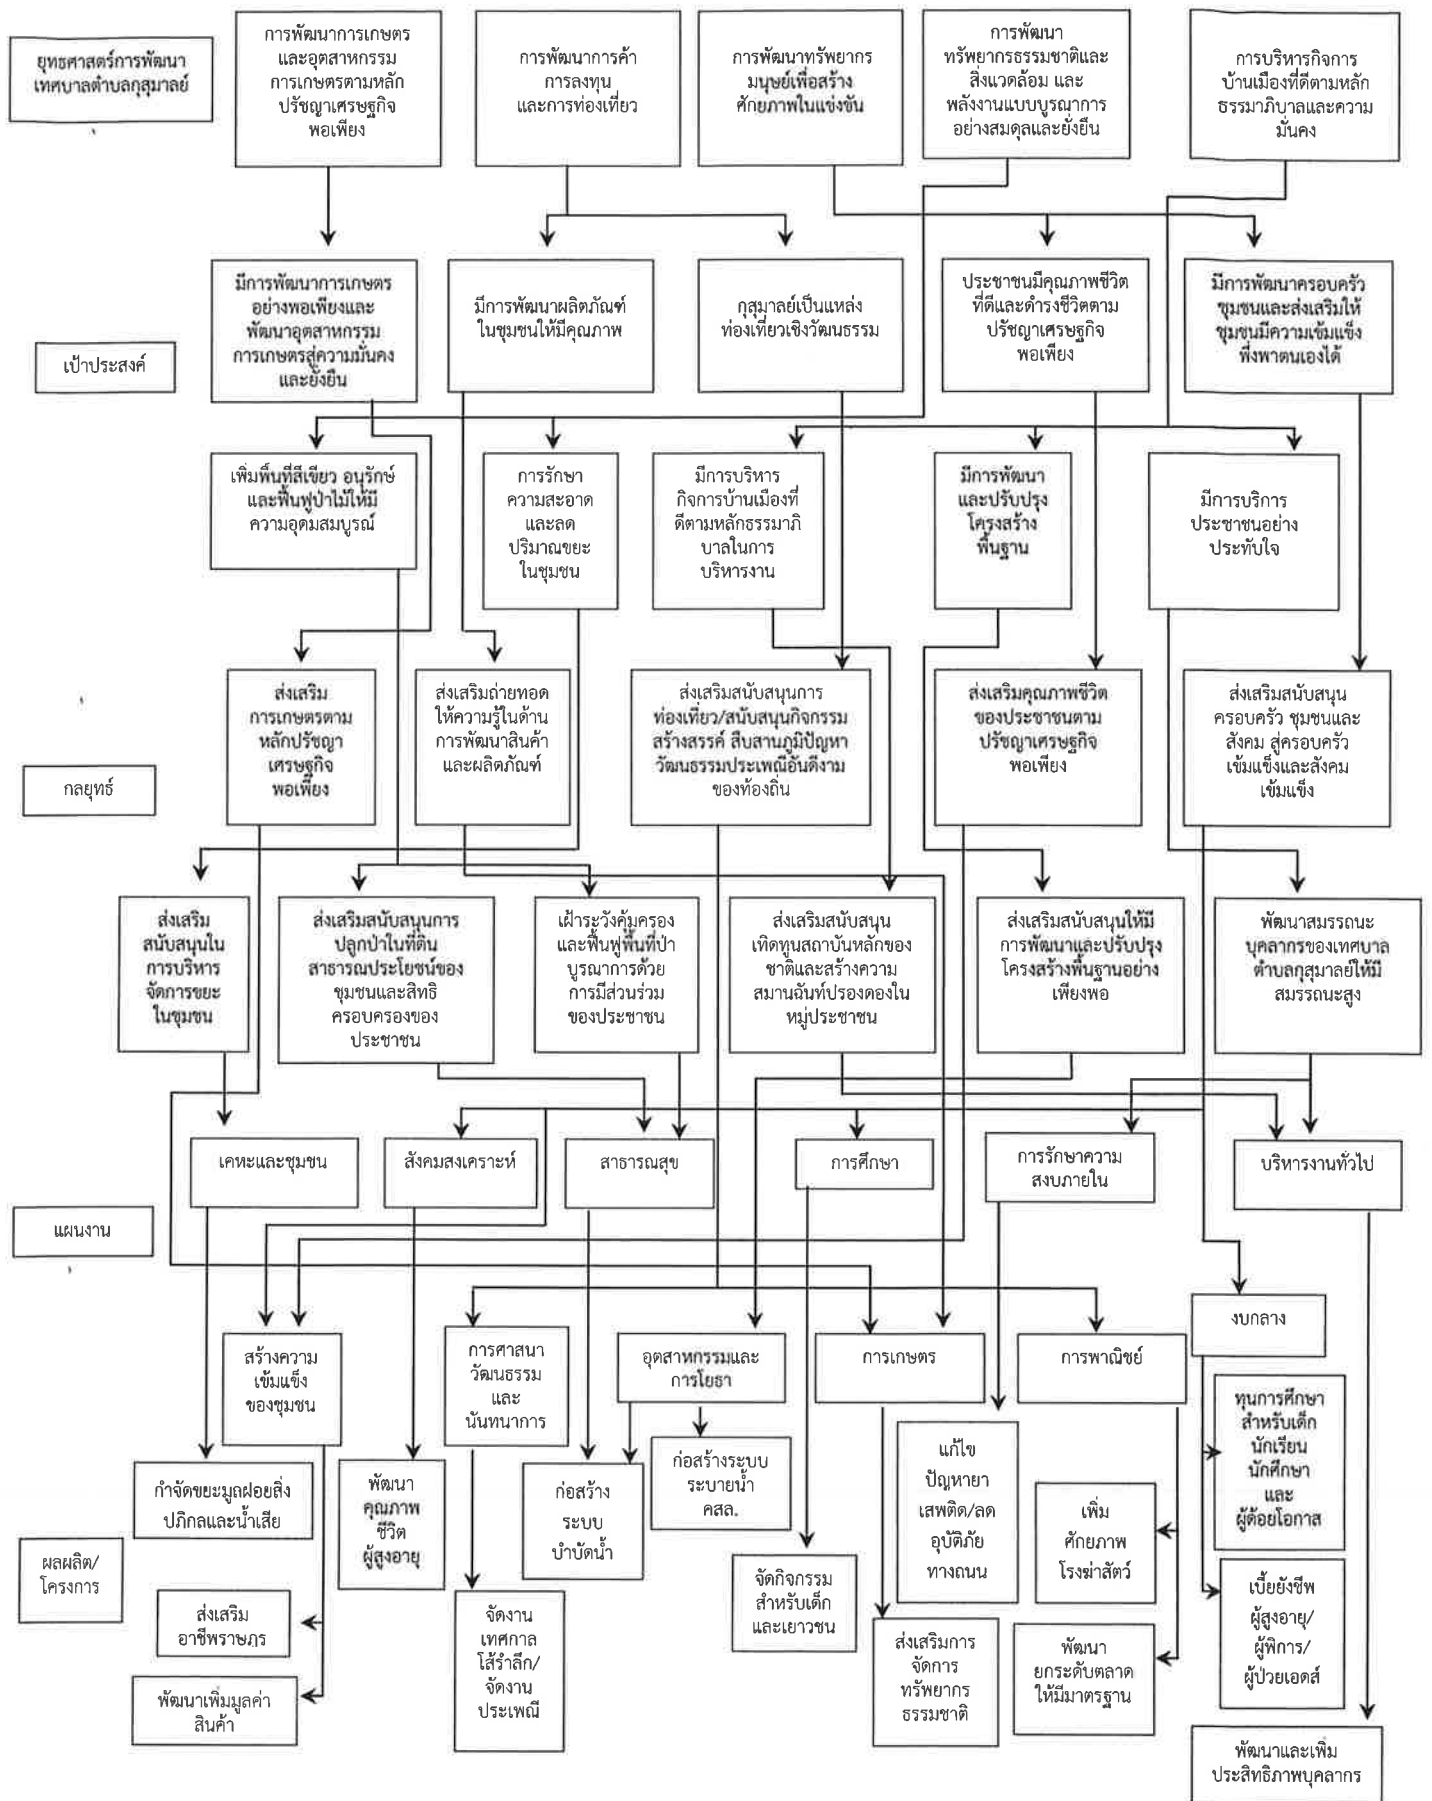 ยุทธศาสตร์การพัฒนา
เทศบาลตำบลกุสุมาลย์
การพัฒนาการเกษตร
และอุตสาหกรรม
การเกษตรตามหลัก
ปรัชญาเศรษฐกิจ
พอเพียง
การพัฒนาการค้า
การลงทุน
และการท่องเที่ยว
การพัฒนาทรัพยากร
มนุษย์เพื่อสร้าง
ศักยภาพในแข่งขัน
การพัฒนา
ทรัพยากรธรรมชาติและ
สิ่งแวดล้อม และ
พลังงานแบบบูรณาการ
อย่างสมดุลและยั่งยืน
การบริหารกิจการ
บ้านเมืองที่ดีตามหลัก
ธรรมาภิบาลและความ
มั่นคง
เป้าประสงค์
มีการพัฒนาการเกษตร
อย่างพอเพียงและ
พัฒนาอุตสาหกรรม
การเกษตรสู่ความมั่นคง
และยั่งยืน
มีการพัฒนาผลิตภัณฑ์
ในชุมชนให้มีคุณภาพ
กุสุมาลย์เป็นแหล่ง
ท่องเที่ยวเชิงวัฒนธรรม
ประชาชนมีคุณภาพชีวิต
ที่ดีและดำรงชีวิตตาม
ปรัชญาเศรษฐกิจ
พอเพียง
มีการพัฒนาครอบครัว
ชุมชนและส่งเสริมให้
ชุมชนมีความเข้มแข็ง
พึ่งพาตนเองได้
เพิ่มพื้นที่สีเขียว อนุรักษ์
และฟื้นฟูป่าไม้ให้มี
ความอุดมสมบูรณ์
การรักษา
ความสะอาด
และลด
ปริมาณขยะ
ในชุมชน
มีการบริหาร
กิจการบ้านเมืองที่
ดีตามหลักธรรมาภิ
บาลในการ
บริหารงาน
มีการพัฒนา
และปรับปรุง
โครงสร้าง
พื้นฐาน
มีการบริการ
ประชาชนอย่าง
ประทับใจ
กลยุทธ์
ส่งเสริม
การเกษตรตาม
หลักปรัชญา
เศรษฐกิจ
พอเพียง
ส่งเสริมถ่ายทอด
ให้ความรู้ในด้าน
การพัฒนาสินค้า
และผลิตภัณฑ์
ส่งเสริมสนับสนุนการ
ท่องเที่ยว/สนับสนุนกิจกรรม
สร้างสรรค์ สืบสานภูมิปัญหา
วัฒนธรรมประเพณีอันดีงาม
ของท้องถิ่น
ส่งเสริมคุณภาพชีวิต
ของประชาชนตาม
ปรัชญาเศรษฐกิจ
พอเพียง
ส่งเสริมสนับสนุน
ครอบครัว ชุมชนและ
สังคม สู่ครอบครัว
เข้มแข็งและสังคม
เข้มแข็ง
ส่งเสริม
สนับสนุนใน
การบริหาร
จัดการขยะ
ในชุมชน
ส่งเสริมสนับสนุนการ
ปลูกป่าในที่ดิน
สาธารณประโยชน์ของ
ชุมชนและสิทธิ
ครอบครองของ
ประชาชน
เฝ้าระวังคุ้มครอง
และฟื้นฟูพื้นที่ป่า
บูรณาการด้วย
การมีส่วนร่วม
ของประชาชน
ส่งเสริมสนับสนุน
เทิดทูนสถาบันหลักของ
ชาติและสร้างความ
สมานฉันท์ปรองดองใน
หมู่ประชาชน
ส่งเสริมสนับสนุนให้มี
การพัฒนาและปรับปรุง
โครงสร้างพื้นฐานอย่าง
เพียงพอ
พัฒนาสมรรถนะ
บุคลากรของเทศบาล
ตำบลกุสุมาลย์ให้มี
สมรรถนะสูง
แผนงาน
เคหะและชุมชน
สังคมสงเคราะห์
สาธารณสุข
การศึกษา
การรักษาความ
สงบภายใน
บริหารงานทั่วไป
สร้างความ
เข้มแข็ง
ของชุมชน
การศาสนา
วัฒนธรรม
และ
นันทนาการ
อุตสาหกรรมและ
การโยธา
การเกษตร
การพาณิชย์
งบกลาง
ผลผลิต/
โครงการ
กำจัดขยะมูลฝอยสิ่ง
ปฏิกูลและน้ำเสีย
พัฒนา
คุณภาพ
ชีวิต
ผู้สูงอายุ
ก่อสร้าง
ระบบ
บำบัดน้ำ
ก่อสร้างระบบ
ระบายน้ำ
คสล.
แก้ไข
ปัญหายา
เสพติด/ลด
อุบัติภัย
ทางถนน
เพิ่ม
ศักยภาพ
โรงฆ่าสัตว์
ทุนการศึกษา
สำหรับเด็ก
นักเรียน
นักศึกษา
และ
ผู้ด้อยโอกาส
ส่งเสริม
อาชีพราษฎร
พัฒนาเพิ่มมูลค่า
สินค้า
จัดงาน
เทศกาล
โส้รำลึก/
จัดงาน
ประเพณี
จัดกิจกรรม
สำหรับเด็ก
และเยาวชน
ส่งเสริมการ
จัดการ
ทรัพยากร
ธรรมชาติ
พัฒนา
ยกระดับตลาด
ให้มีมาตรฐาน
เบี้ยยังชีพ
ผู้สูงอายุ/
ผู้พิการ/
ผู้ป่วยเอดส์
พัฒนาและเพิ่ม
ประสิทธิภาพบุคลากร